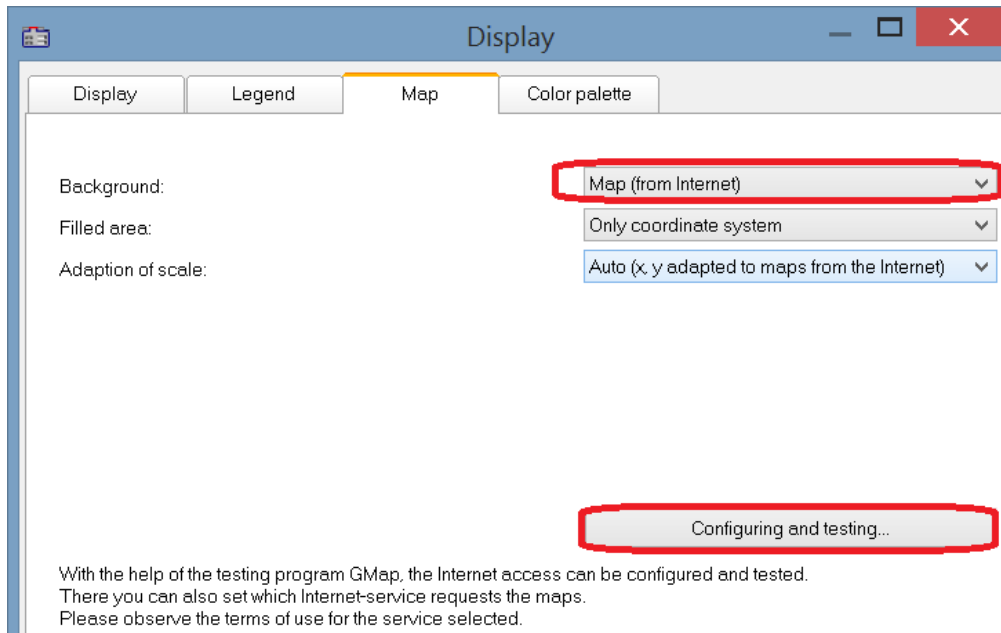 Display
Display Legend Map Color palette
Background: Map (from Internet)
Filled area: Only coordinate system
Adaption of scale: Auto (x, y adapted to maps from the Internet)
Configuring and testing...
With the help of the testing program GMap, the Internet access can be configured and tested.
There you can also set which Internet-service requests the maps.
Please observe the terms of use for the service selected.